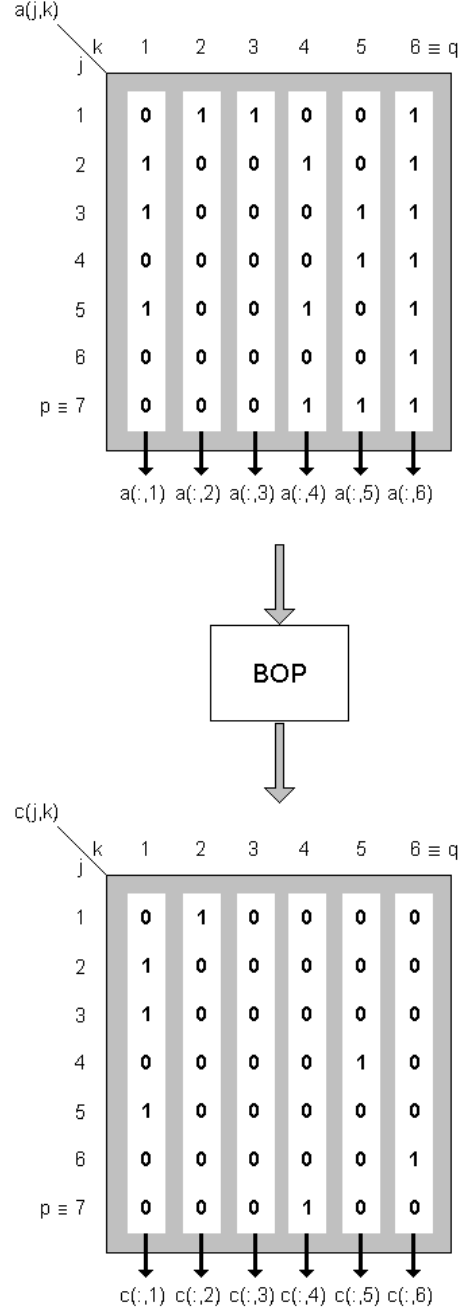 a(j,k)
k 1 2 3 4 5 6 ≡ q
j
1 0 1 1 0 0 1
2 1 0 0 1 0 1
3 1 0 0 0 1 1
4 0 0 0 0 1 1
5 1 0 0 1 0 1
6 0 0 0 0 0 1
p ≡ 7 0 0 0 1 1 1
a(:,1) a(:,2) a(:,3) a(:,4) a(:,5) a(:,6)
BOP
c(j,k)
k 1 2 3 4 5 6 ≡ q
j
1 0 1 0 0 0 0
2 1 0 0 0 0 0
3 1 0 0 0 0 0
4 0 0 0 0 1 0
5 1 0 0 0 0 0
6 0 0 0 0 0 1
p ≡ 7 0 0 0 1 0 0
c(:,1) c(:,2) c(:,3) c(:,4) c(:,5) c(:,6)